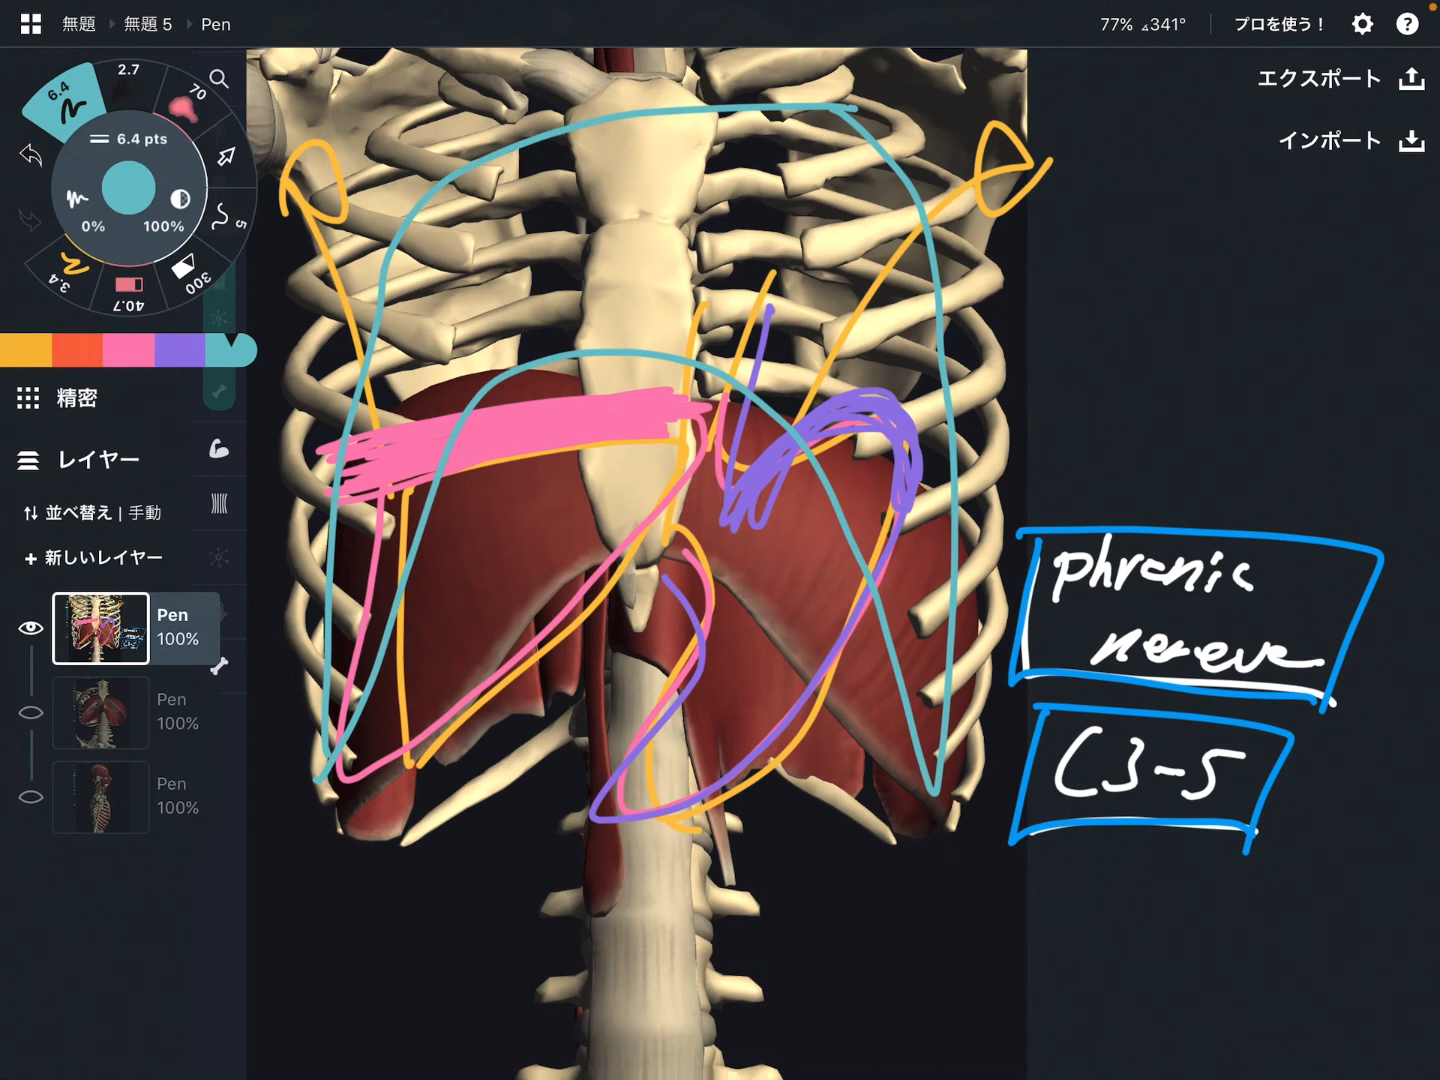 無題 無題 5 Pen
77% ⊿341° プロを使う！
エクスポート
インポート
2.7
6.4
70
6.4 pts
0% 100%
5
3.4
40.7
300
精密
レイヤー
並べ替え | 手動
+ 新しいレイヤー
Pen
100%
Pen
100%
Pen
100%
phrenic
nereve
C3-5